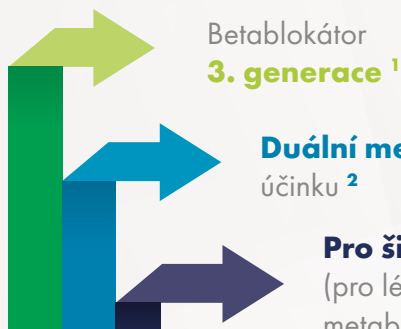 Betablokátor
3. generace ¹
Duální me
účinku ²
Pro ši
(pro lé
metab